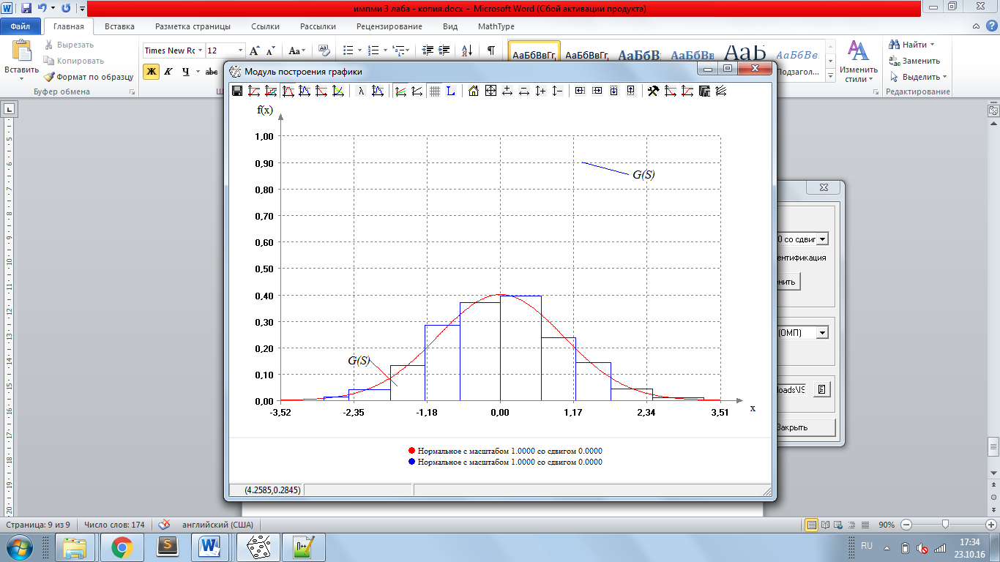 импми 3 лаба - копия.docx - Microsoft Word (Сбой активации продукта)
Файл Главная Вставка Разметка страницы Ссылки Рассылки Рецензирование Вид MathType
Вставить
Вырезать
Копировать
Формат по образцу
Буфер обмена
Times New Ro 12
Ж К Ч abc
АаБбВвГг, АаБбВвГг, АаБбВ АаБбВв АаБ АаБбВв.
Подзагол...
Изменить стили
Найти
Заменить
Выделить
Редактирование
Модуль построения графики
f(x)
1,00
0,90
0,80
0,70
0,60
0,50
0,40
0,30
0,20
0,10
0,00
G(S)
G(S)
-3,52 -2,35 -1,18 0,00 1,17 2,34 3,51
x
Нормальное с масштабом 1.0000 со сдвигом 0.0000
Нормальное с масштабом 1.0000 со сдвигом 0.0000
(4.2585,0.2845)
0 со сдвиг
ентификация
нить
(ОМП)
loads\IS
Закрыть
Страница: 9 из 9 Число слов: 174 английский (США) 90%
RU 17:34
23.10.16